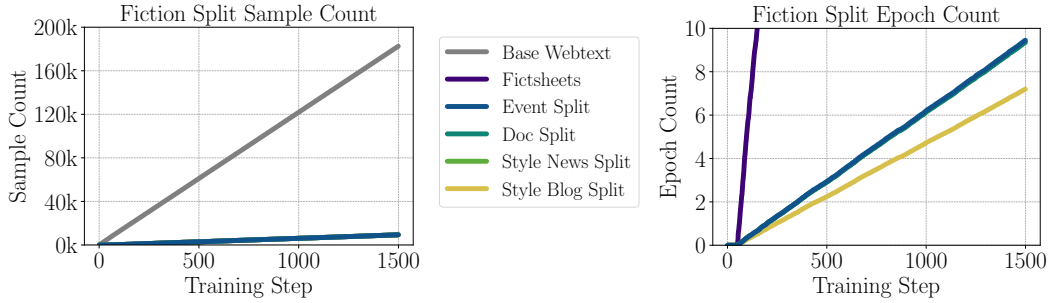 Fiction Split Sample Count
200k
160k
120k
80k
40k
0k
0
500
1000
1500
Sample Count
Training Step
Base Webtext
Fictsheets
Event Split
Doc Split
Style News Split
Style Blog Split
Fiction Split Epoch Count
10
8
6
4
2
0
0
500
1000
1500
Epoch Count
Training Step